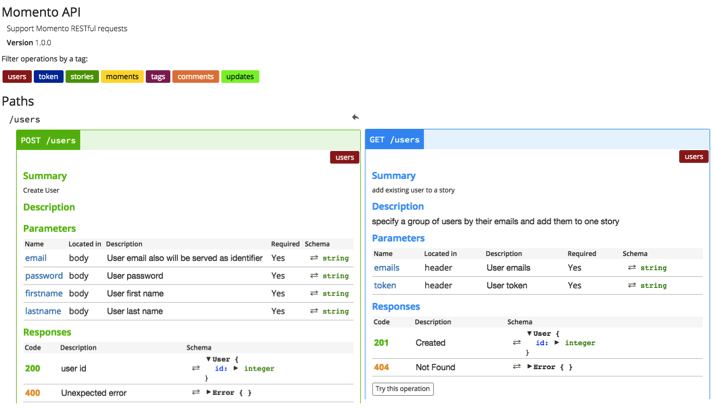 Momento API
Support Momento RESTful requests
Version 1.0.0
Filter operations by a tag:
users token stories moments tags comments updates
Paths
/users
POST /users
users
Summary
Create User
Description
Parameters
Name Located in Description Required Schema
email body User email also will be served as identifier Yes ⇄ string
password body User password Yes ⇄ string
firstname body User first name Yes ⇄ string
lastname body User last name Yes ⇄ string
Responses
Code Description Schema
▼User {
200 user id ⇄ id: ▶ integer
}
400 Unexpected error ⇄ ▶Error { }
GET /users
users
Summary
add existing user to a story
Description
specify a group of users by their emails and add them to one story
Parameters
Name Located in Description Required Schema
emails header User emails Yes ⇄ string
token header User token Yes ⇄ string
Responses
Code Description Schema
▼User {
201 Created ⇄ id: ▶ integer
}
404 Not Found ⇄ ▶Error { }
Try this operation